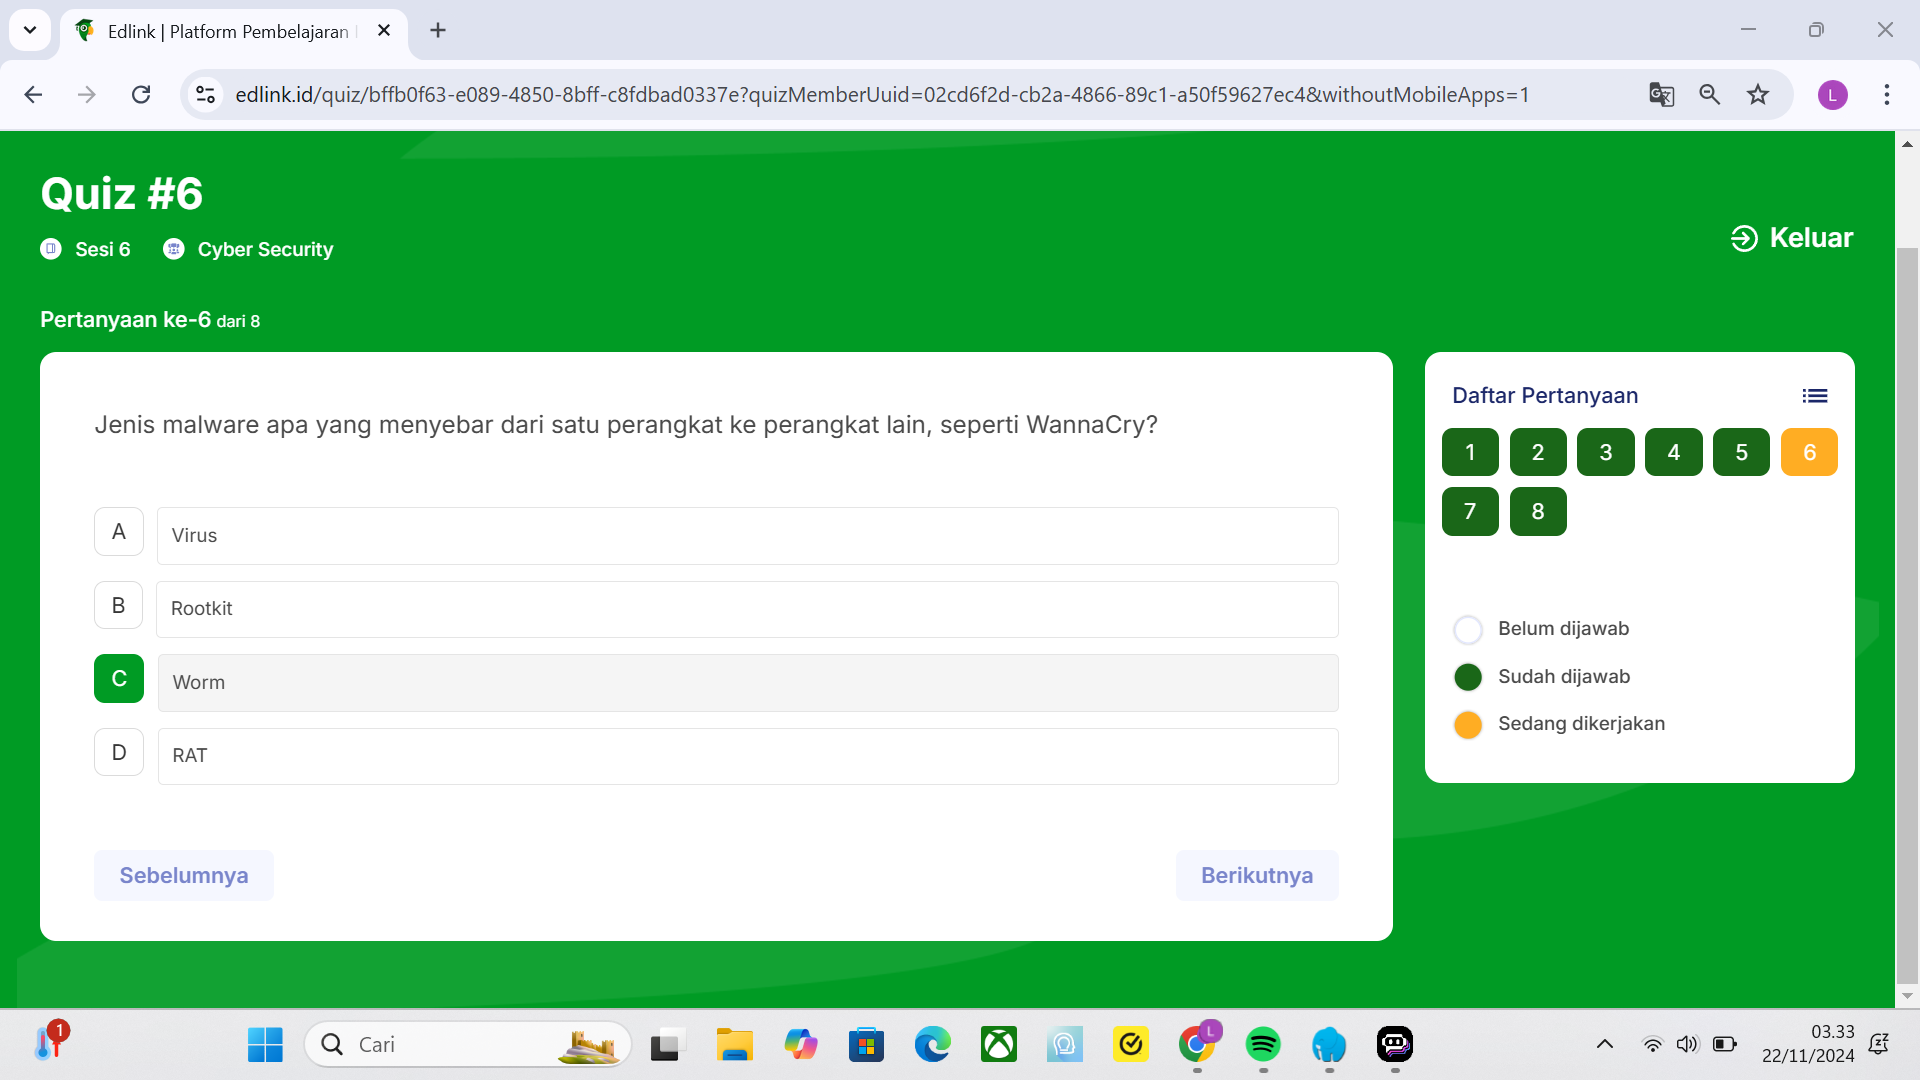 Edlink | Platform Pembelajaran
edlink.id/quiz/bffb0f63-e089-4850-8bff-c8fdbad0337e?quizMemberUuid=02cd6f2d-cb2a-4866-89c1-a50f59627ec4&withoutMobileApps=1
L
Quiz #6
Sesi 6 Cyber Security
Keluar
Pertanyaan ke-6 dari 8
Jenis malware apa yang menyebar dari satu perangkat ke perangkat lain, seperti WannaCry?
A Virus
B Rootkit
C Worm
D RAT
Sebelumnya
Berikutnya
Daftar Pertanyaan
1 2 3 4 5 6
7 8
Belum dijawab
Sudah dijawab
Sedang dikerjakan
1
Cari
L
03.33
22/11/2024